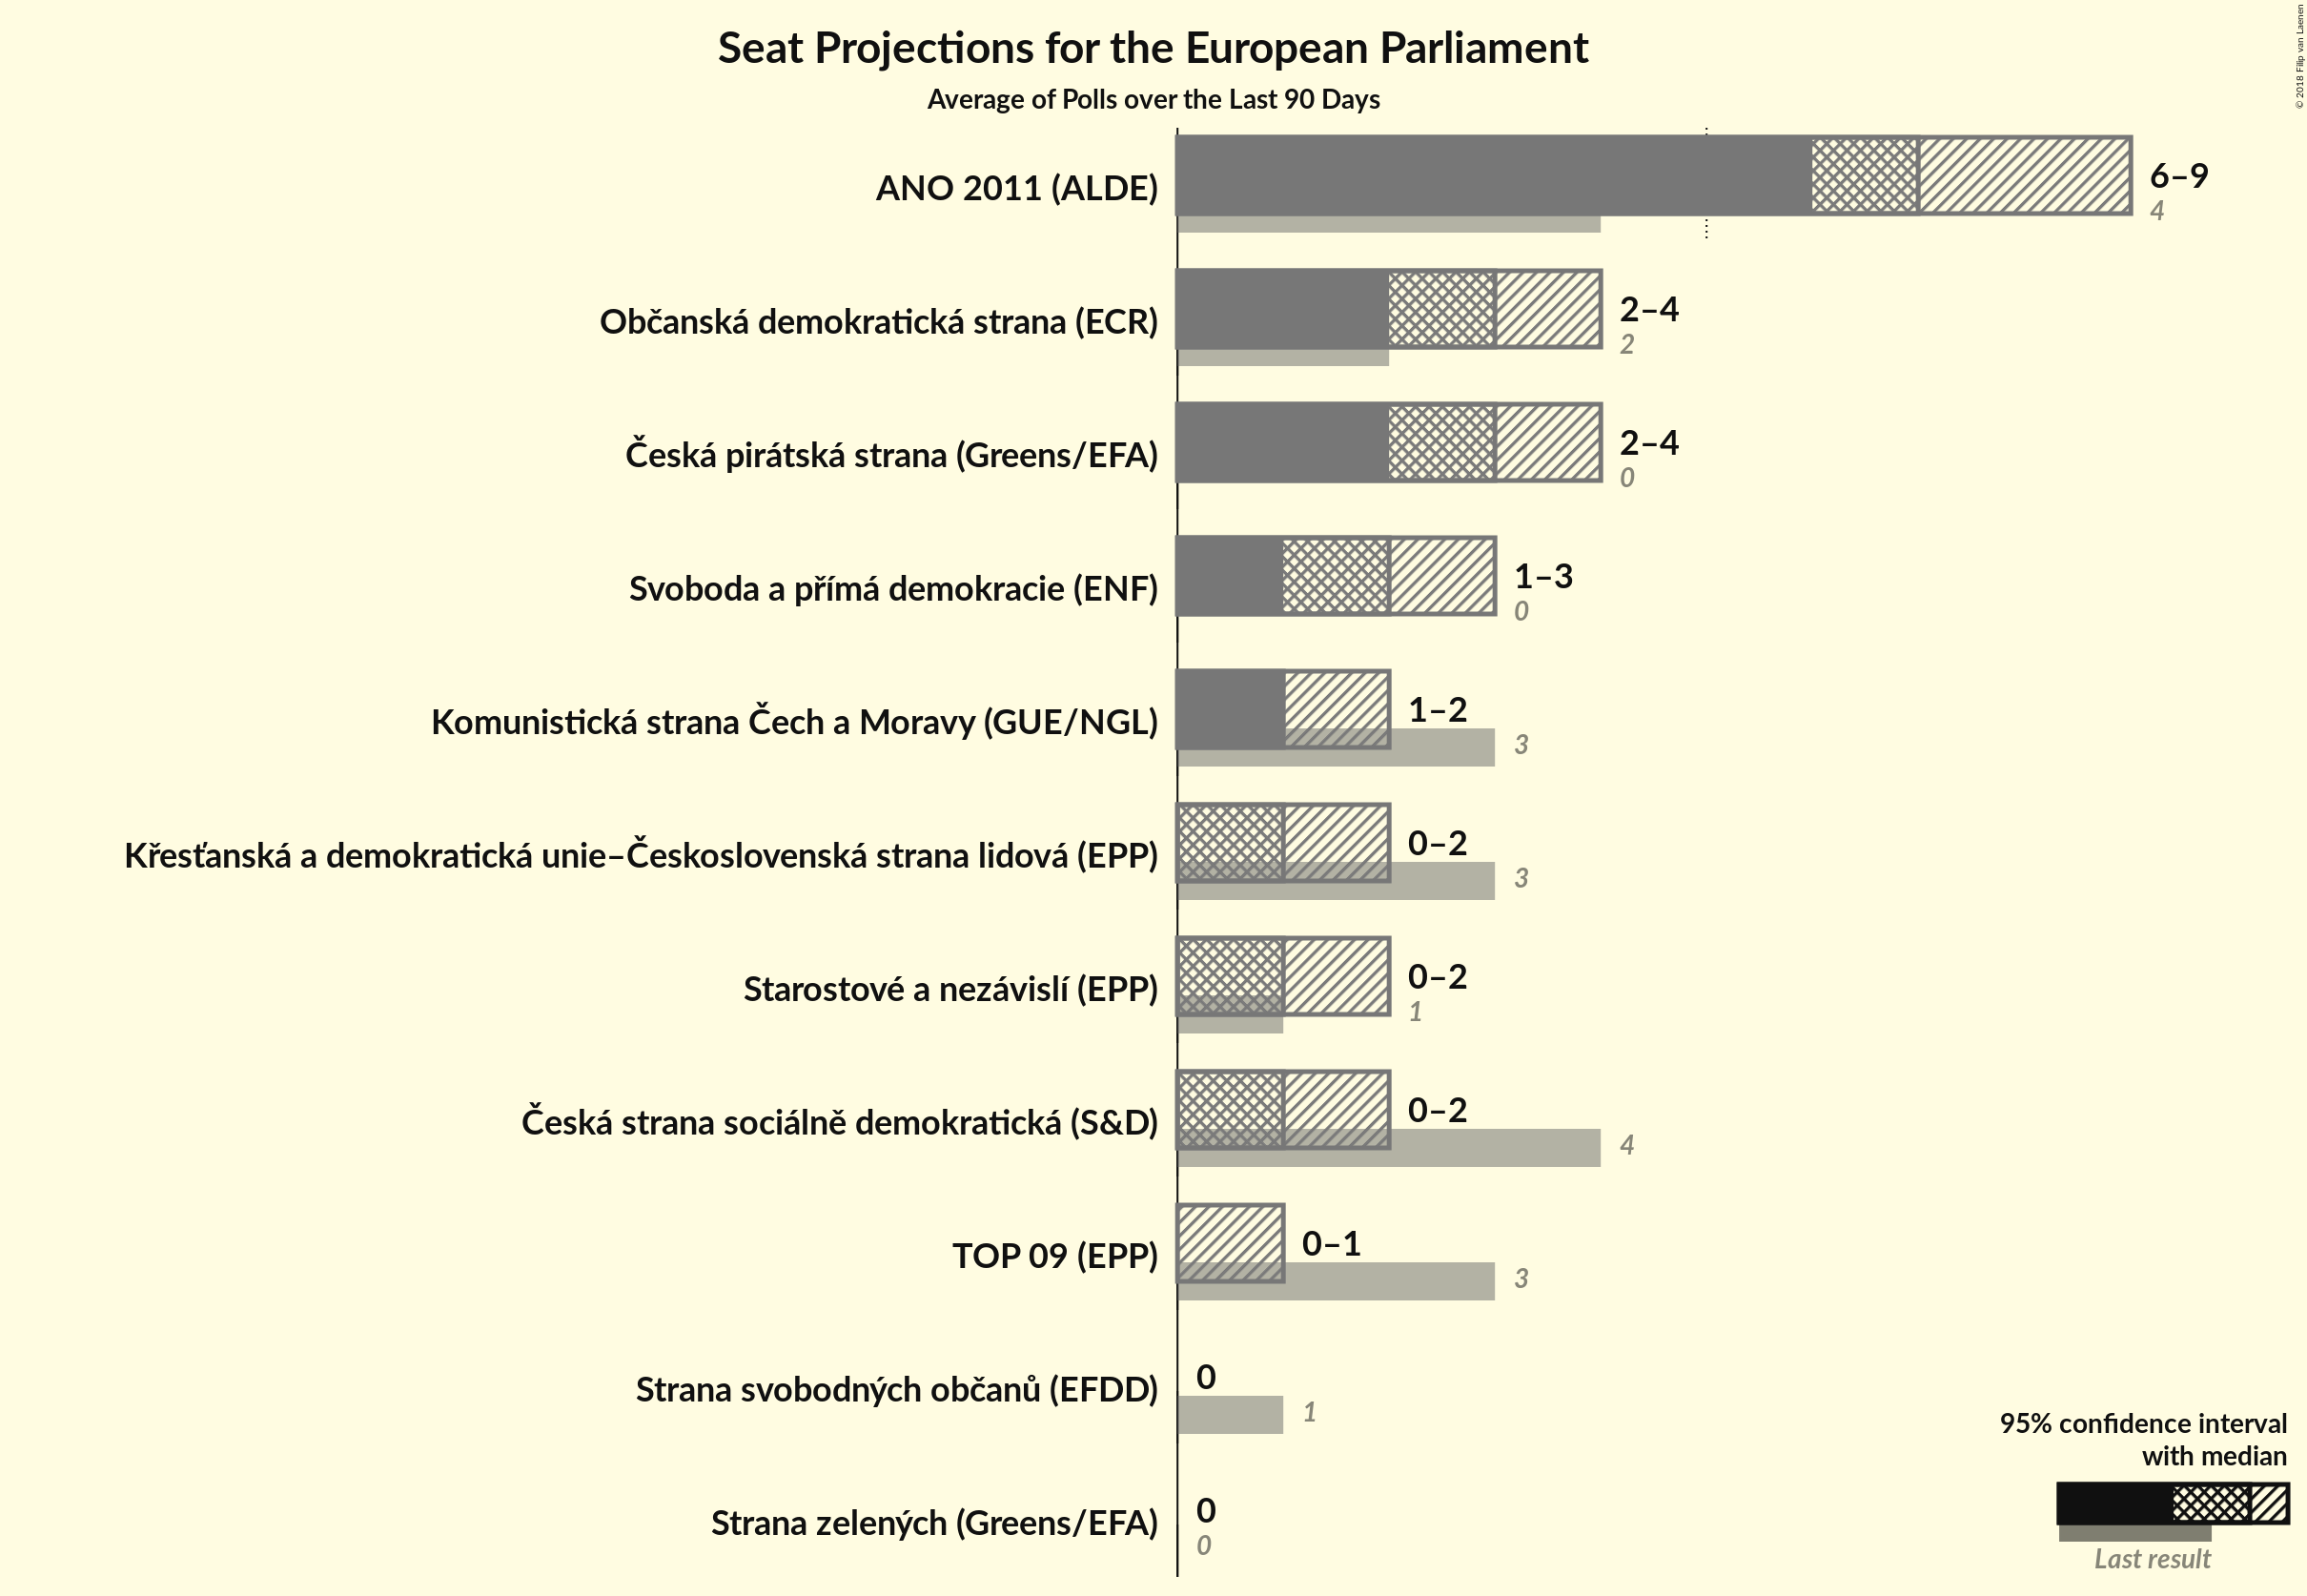 Seat Projections for the European Parliament
Average of Polls over the Last 90 Days
© 2018 Filip van Laenen
ANO 2011 (ALDE)
6–9
4
Občanská demokratická strana (ECR)
2–4
2
Česká pirátská strana (Greens/EFA)
2–4
0
Svoboda a přímá demokracie (ENF)
1–3
0
Komunistická strana Čech a Moravy (GUE/NGL)
1–2
3
Křesťanská a demokratická unie–Československá strana lidová (EPP)
0–2
3
Starostové a nezávislí (EPP)
0–2
1
Česká strana sociálně demokratická (S&D)
0–2
4
TOP 09 (EPP)
0–1
3
Strana svobodných občanů (EFDD)
0
1
Strana zelených (Greens/EFA)
0
0
95% confidence interval
with median
Last result